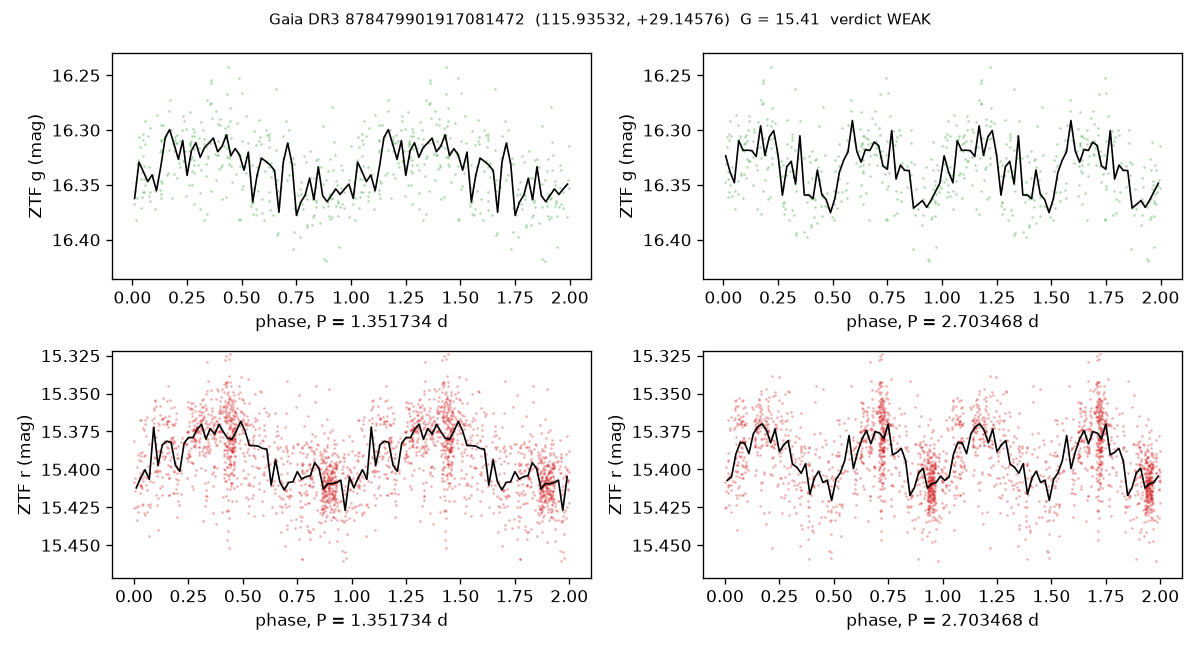 Gaia DR3 878479901917081472 (115.93532, +29.14576) G = 15.41 verdict WEAK
ZTF g (mag)
16.25
16.30
16.35
16.40
0.00 0.25 0.50 0.75 1.00 1.25 1.50 1.75 2.00
phase, P = 1.351734 d
ZTF g (mag)
16.25
16.30
16.35
16.40
0.00 0.25 0.50 0.75 1.00 1.25 1.50 1.75 2.00
phase, P = 2.703468 d
ZTF r (mag)
15.325
15.350
15.375
15.400
15.425
15.450
0.00 0.25 0.50 0.75 1.00 1.25 1.50 1.75 2.00
phase, P = 1.351734 d
ZTF r (mag)
15.325
15.350
15.375
15.400
15.425
15.450
0.00 0.25 0.50 0.75 1.00 1.25 1.50 1.75 2.00
phase, P = 2.703468 d